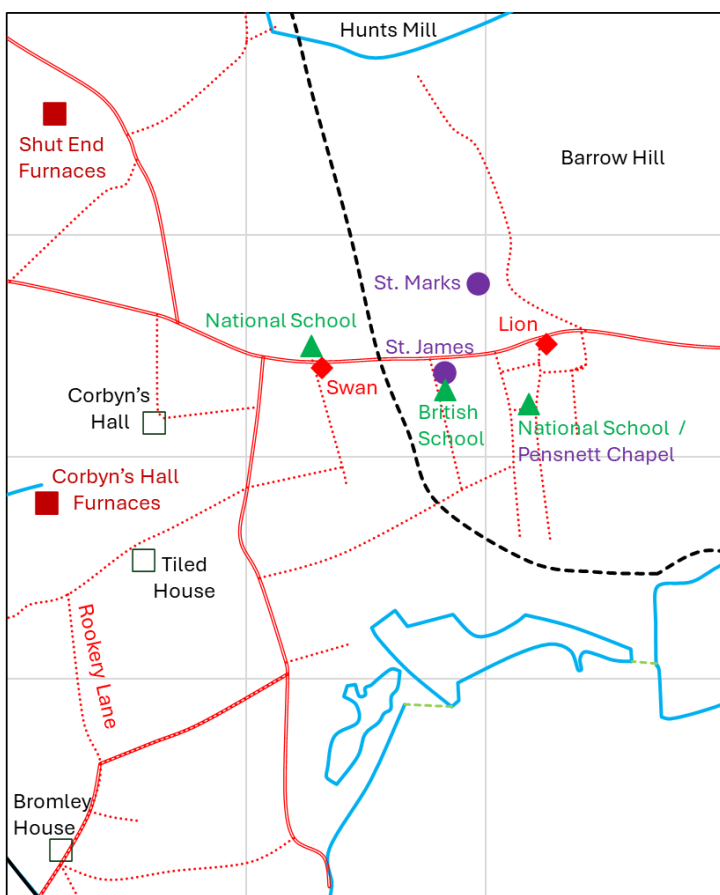 Hunts Mill
Shut End
Furnaces
Barrow Hill
St. Marks
National School
Lion
St. James
Swan
Corbyn's
Hall
British
School
National School /
Pensnett Chapel
Corbyn's Hall
Furnaces
Tiled
House
Rookery Lane
Bromley
House